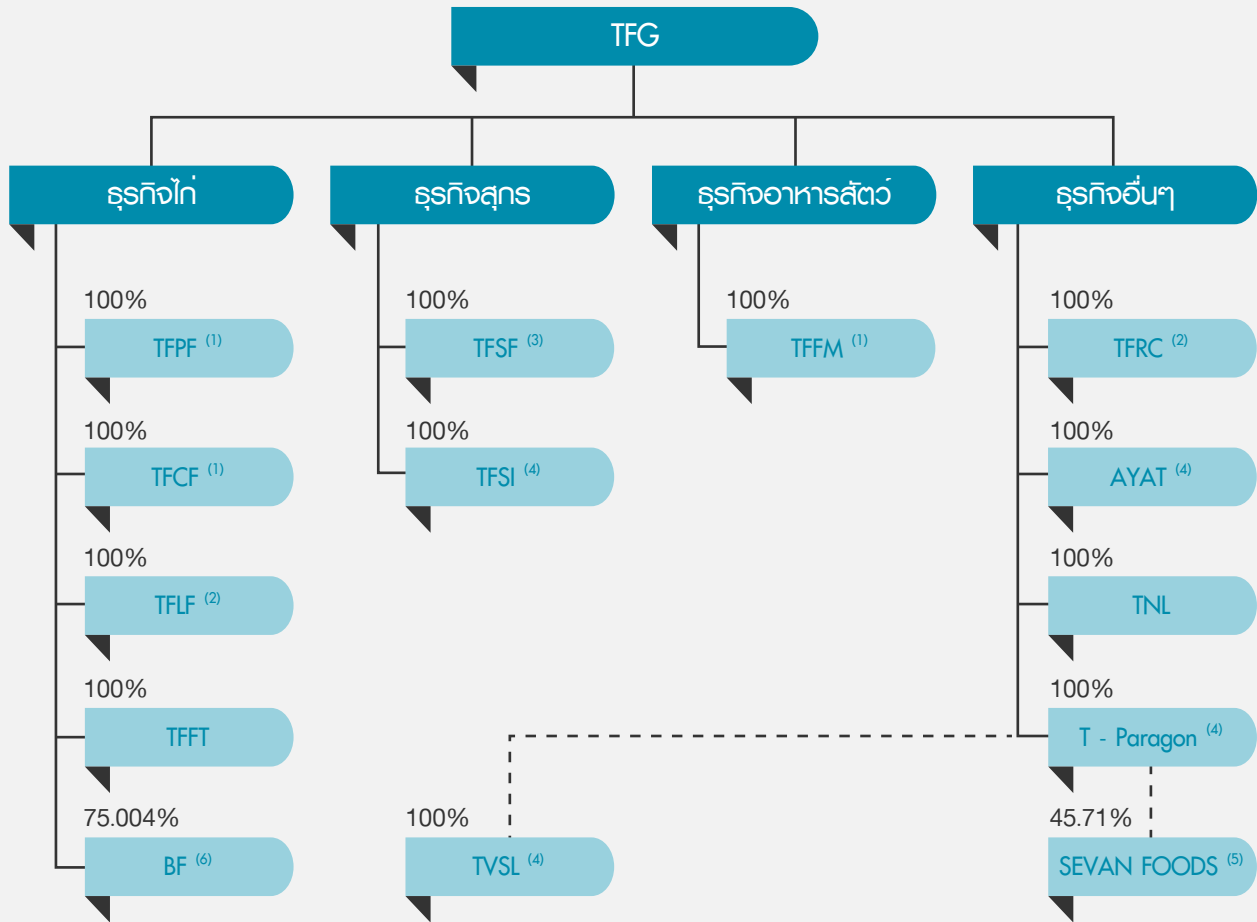 TFG
ธุรกิจไก่
ธุรกิจสุกร
ธุรกิจอาหารสัตว์
ธุรกิจอื่นๆ
100%
100%
100%
100%
TFPF (1)
TFSF (3)
TFFM (1)
TFRC (2)
100%
100%
100%
TFCF (1)
TFSI (4)
AYAT (4)
100%
100%
TFLF (2)
TNL
100%
100%
TFFT
T - Paragon (4)
75.004%
100%
45.71%
BF (6)
TVSL (4)
SEVAN FOODS (5)